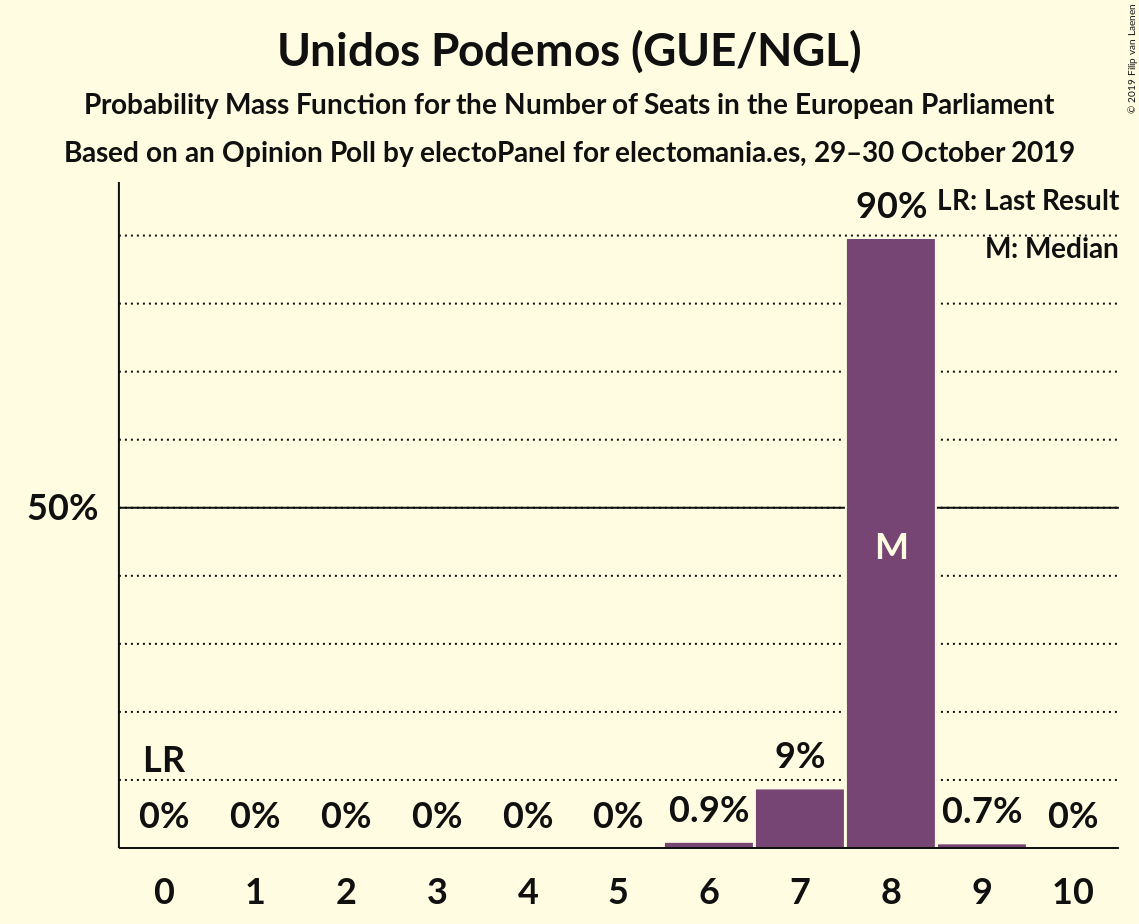 Unidos Podemos (GUE/NGL)
Probability Mass Function for the Number of Seats in the European Parliament
Based on an Opinion Poll by electoPanel for electomania.es, 29–30 October 2019
© 2019 Filip van Laenen
90% LR: Last Result
M: Median
50%
M
LR
9%
0% 0% 0% 0% 0% 0% 0.9% 0.7% 0%
0 1 2 3 4 5 6 7 8 9 10